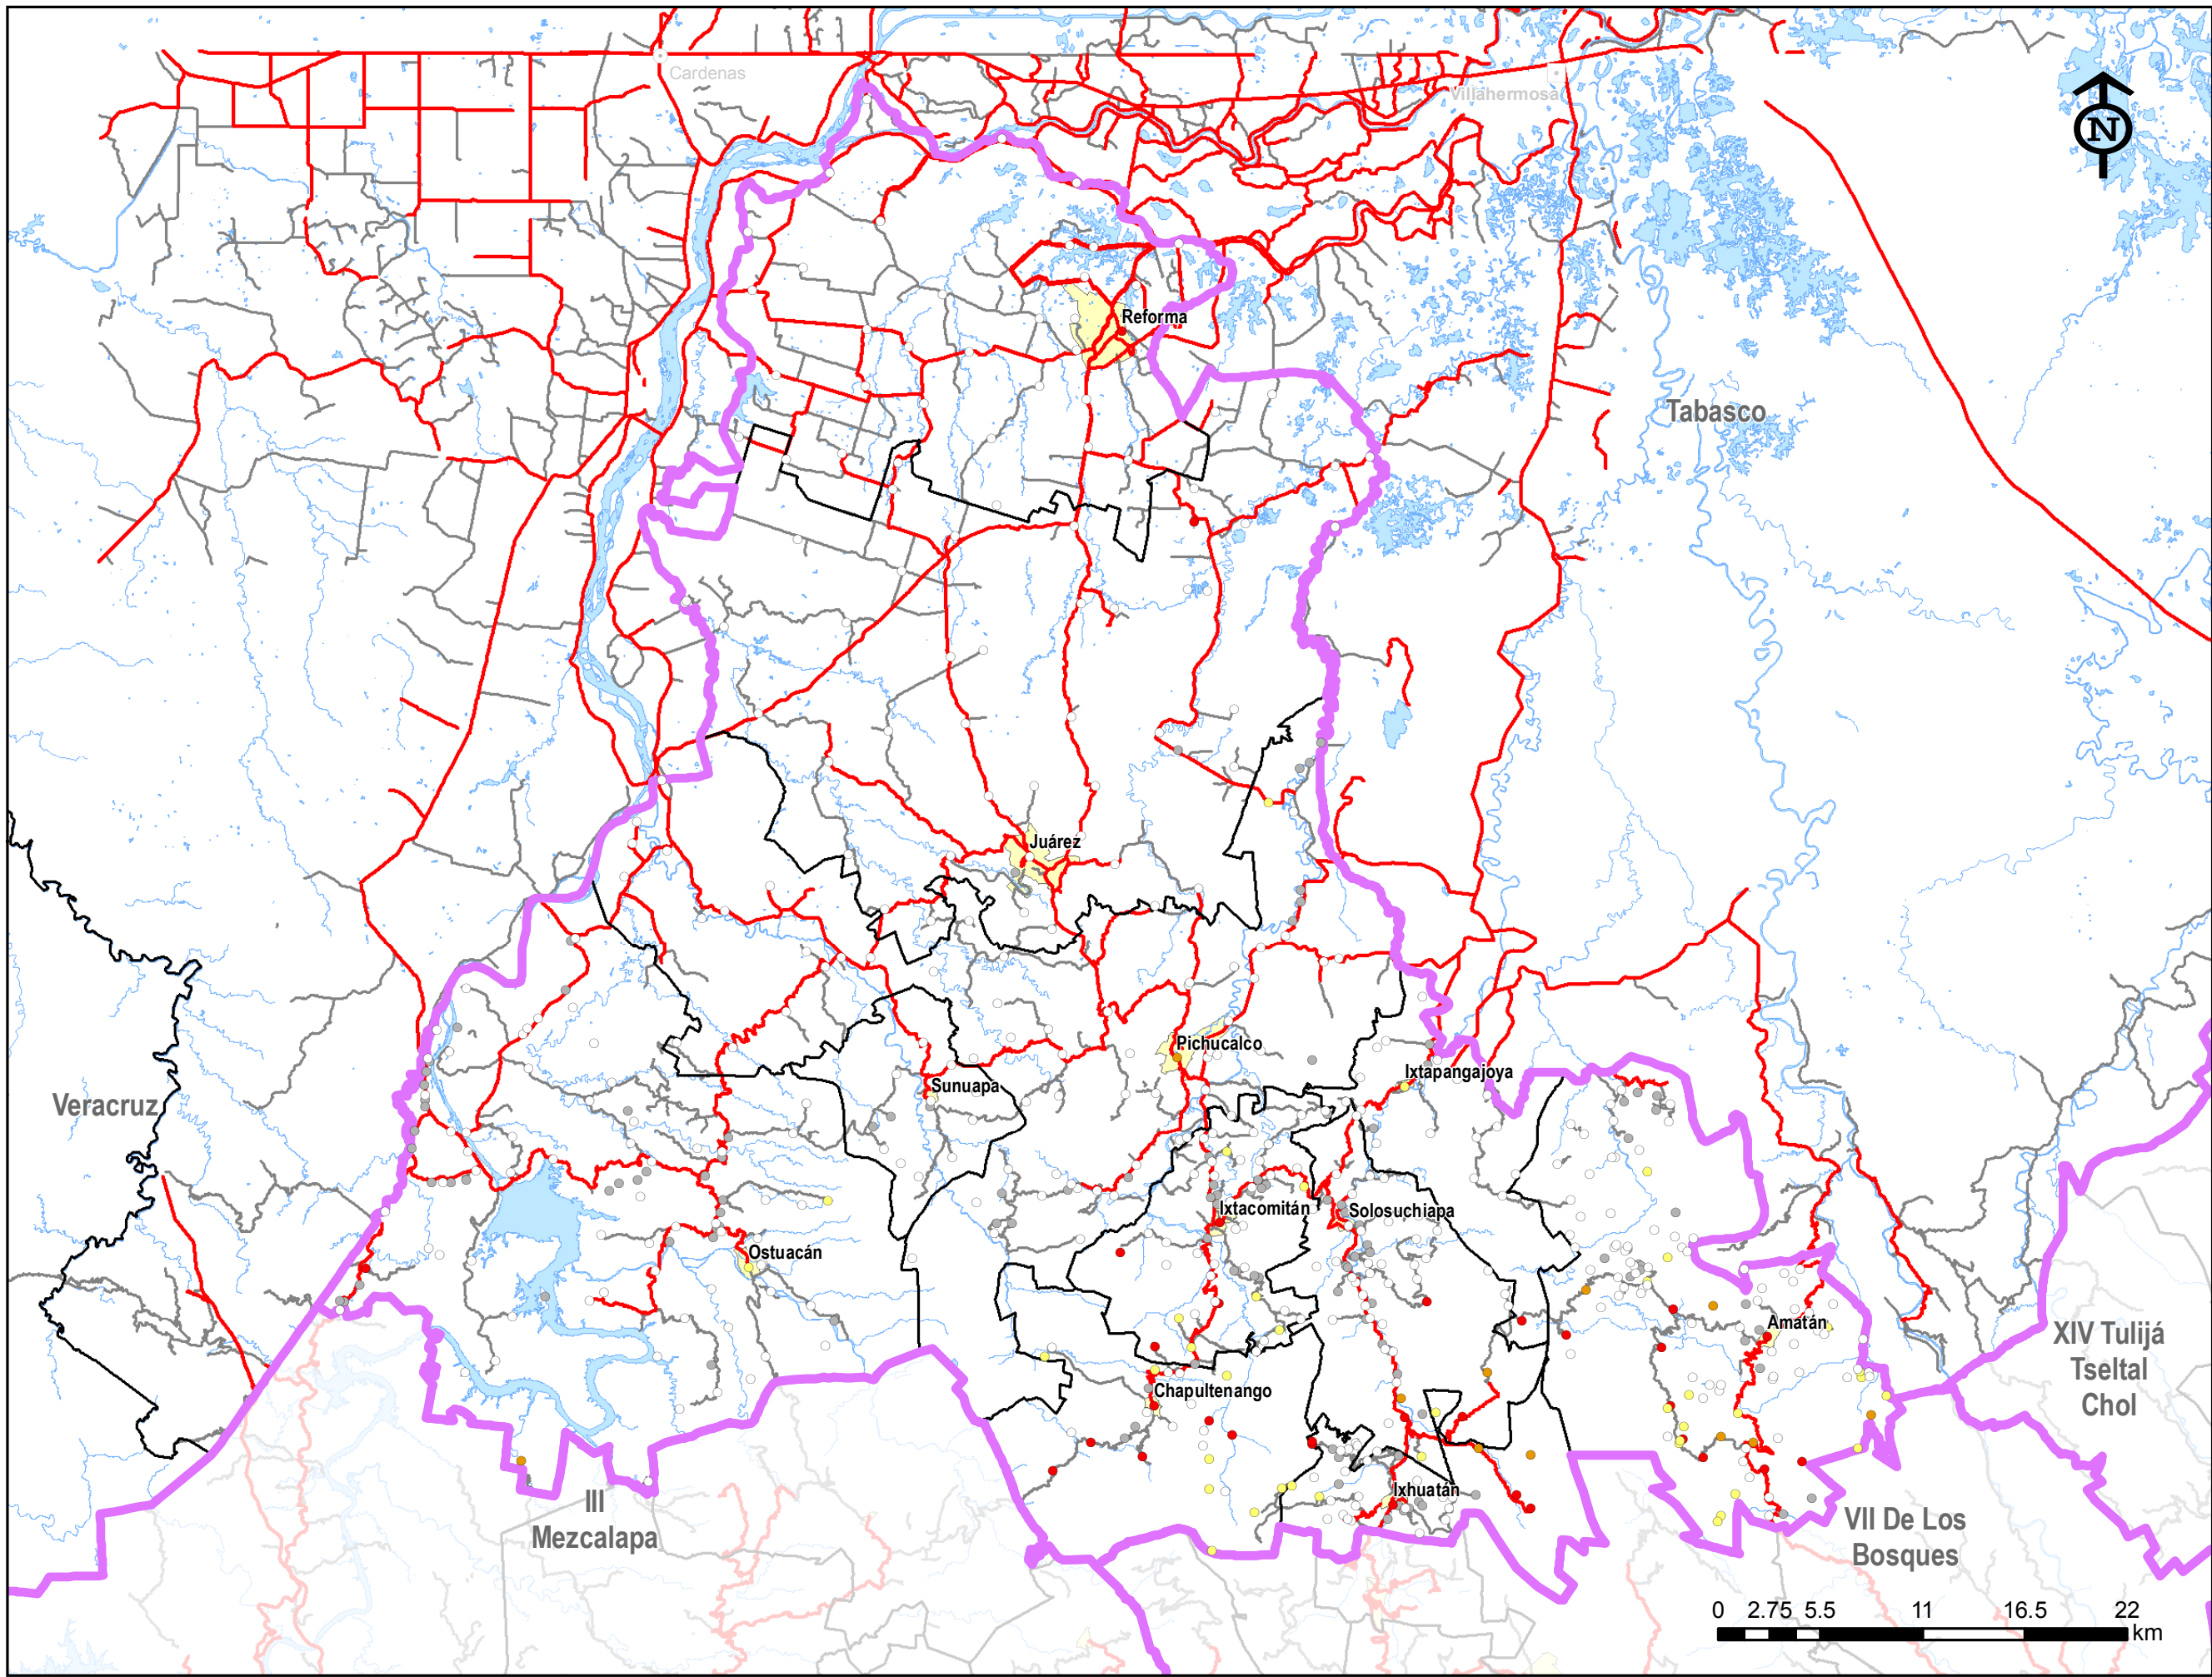 Cardenas
Villahermosa
N
Reforma
Tabasco
Juárez
Pichucalco
Ixtapangajoya
Sunuapa
Veracruz
Ixtacomitán
Solosuchiapa
Ostuacán
Amatán
XIV Tulijá
Tseltal
Chol
Chapultenango
Ixhuatán
III
Mezcalapa
VII De Los
Bosques
0 2.75 5.5 11 16.5 22
km